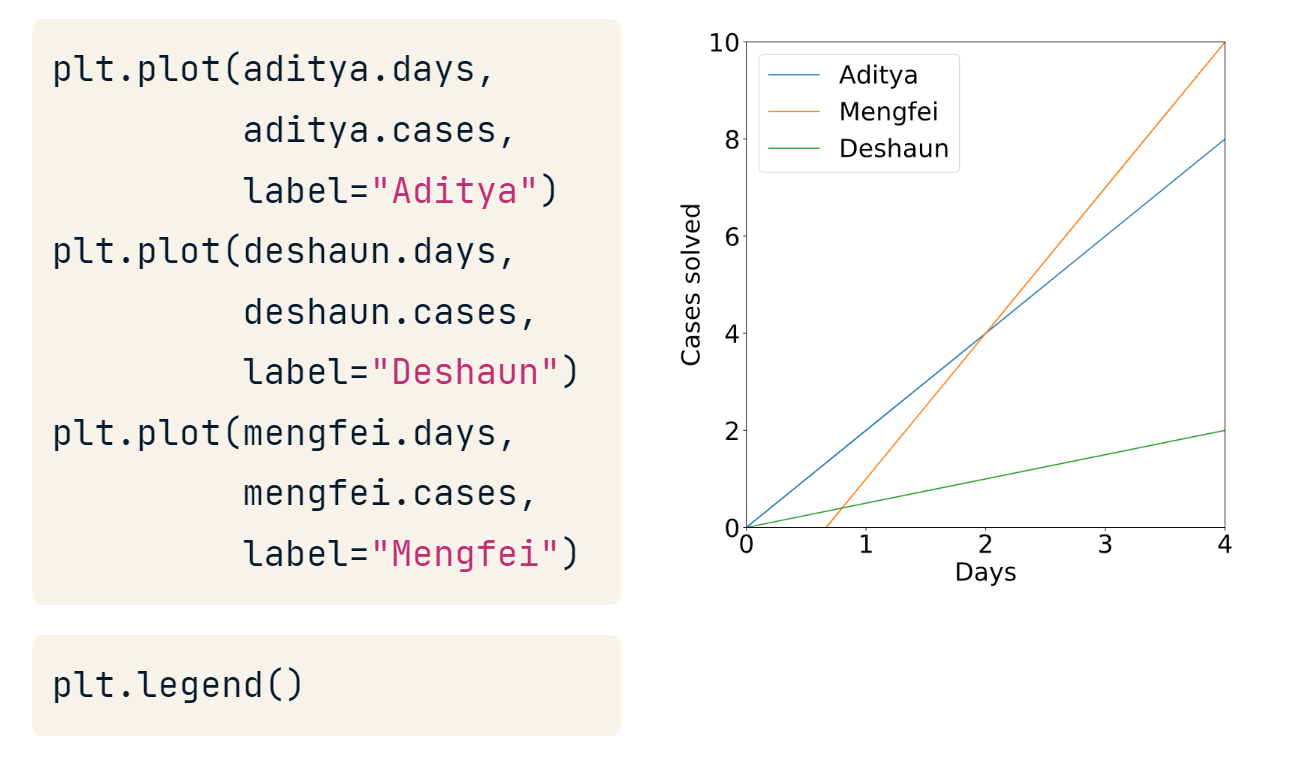 plt.plot(aditya.days,
         aditya.cases,
         label="Aditya")
plt.plot(deshaun.days,
         deshaun.cases,
         label="Deshaun")
plt.plot(mengfei.days,
         mengfei.cases,
         label="Mengfei")
plt.legend()
10
8
6
4
2
0
Cases solved
Aditya
Mengfei
Deshaun
0 1 2 3 4
Days